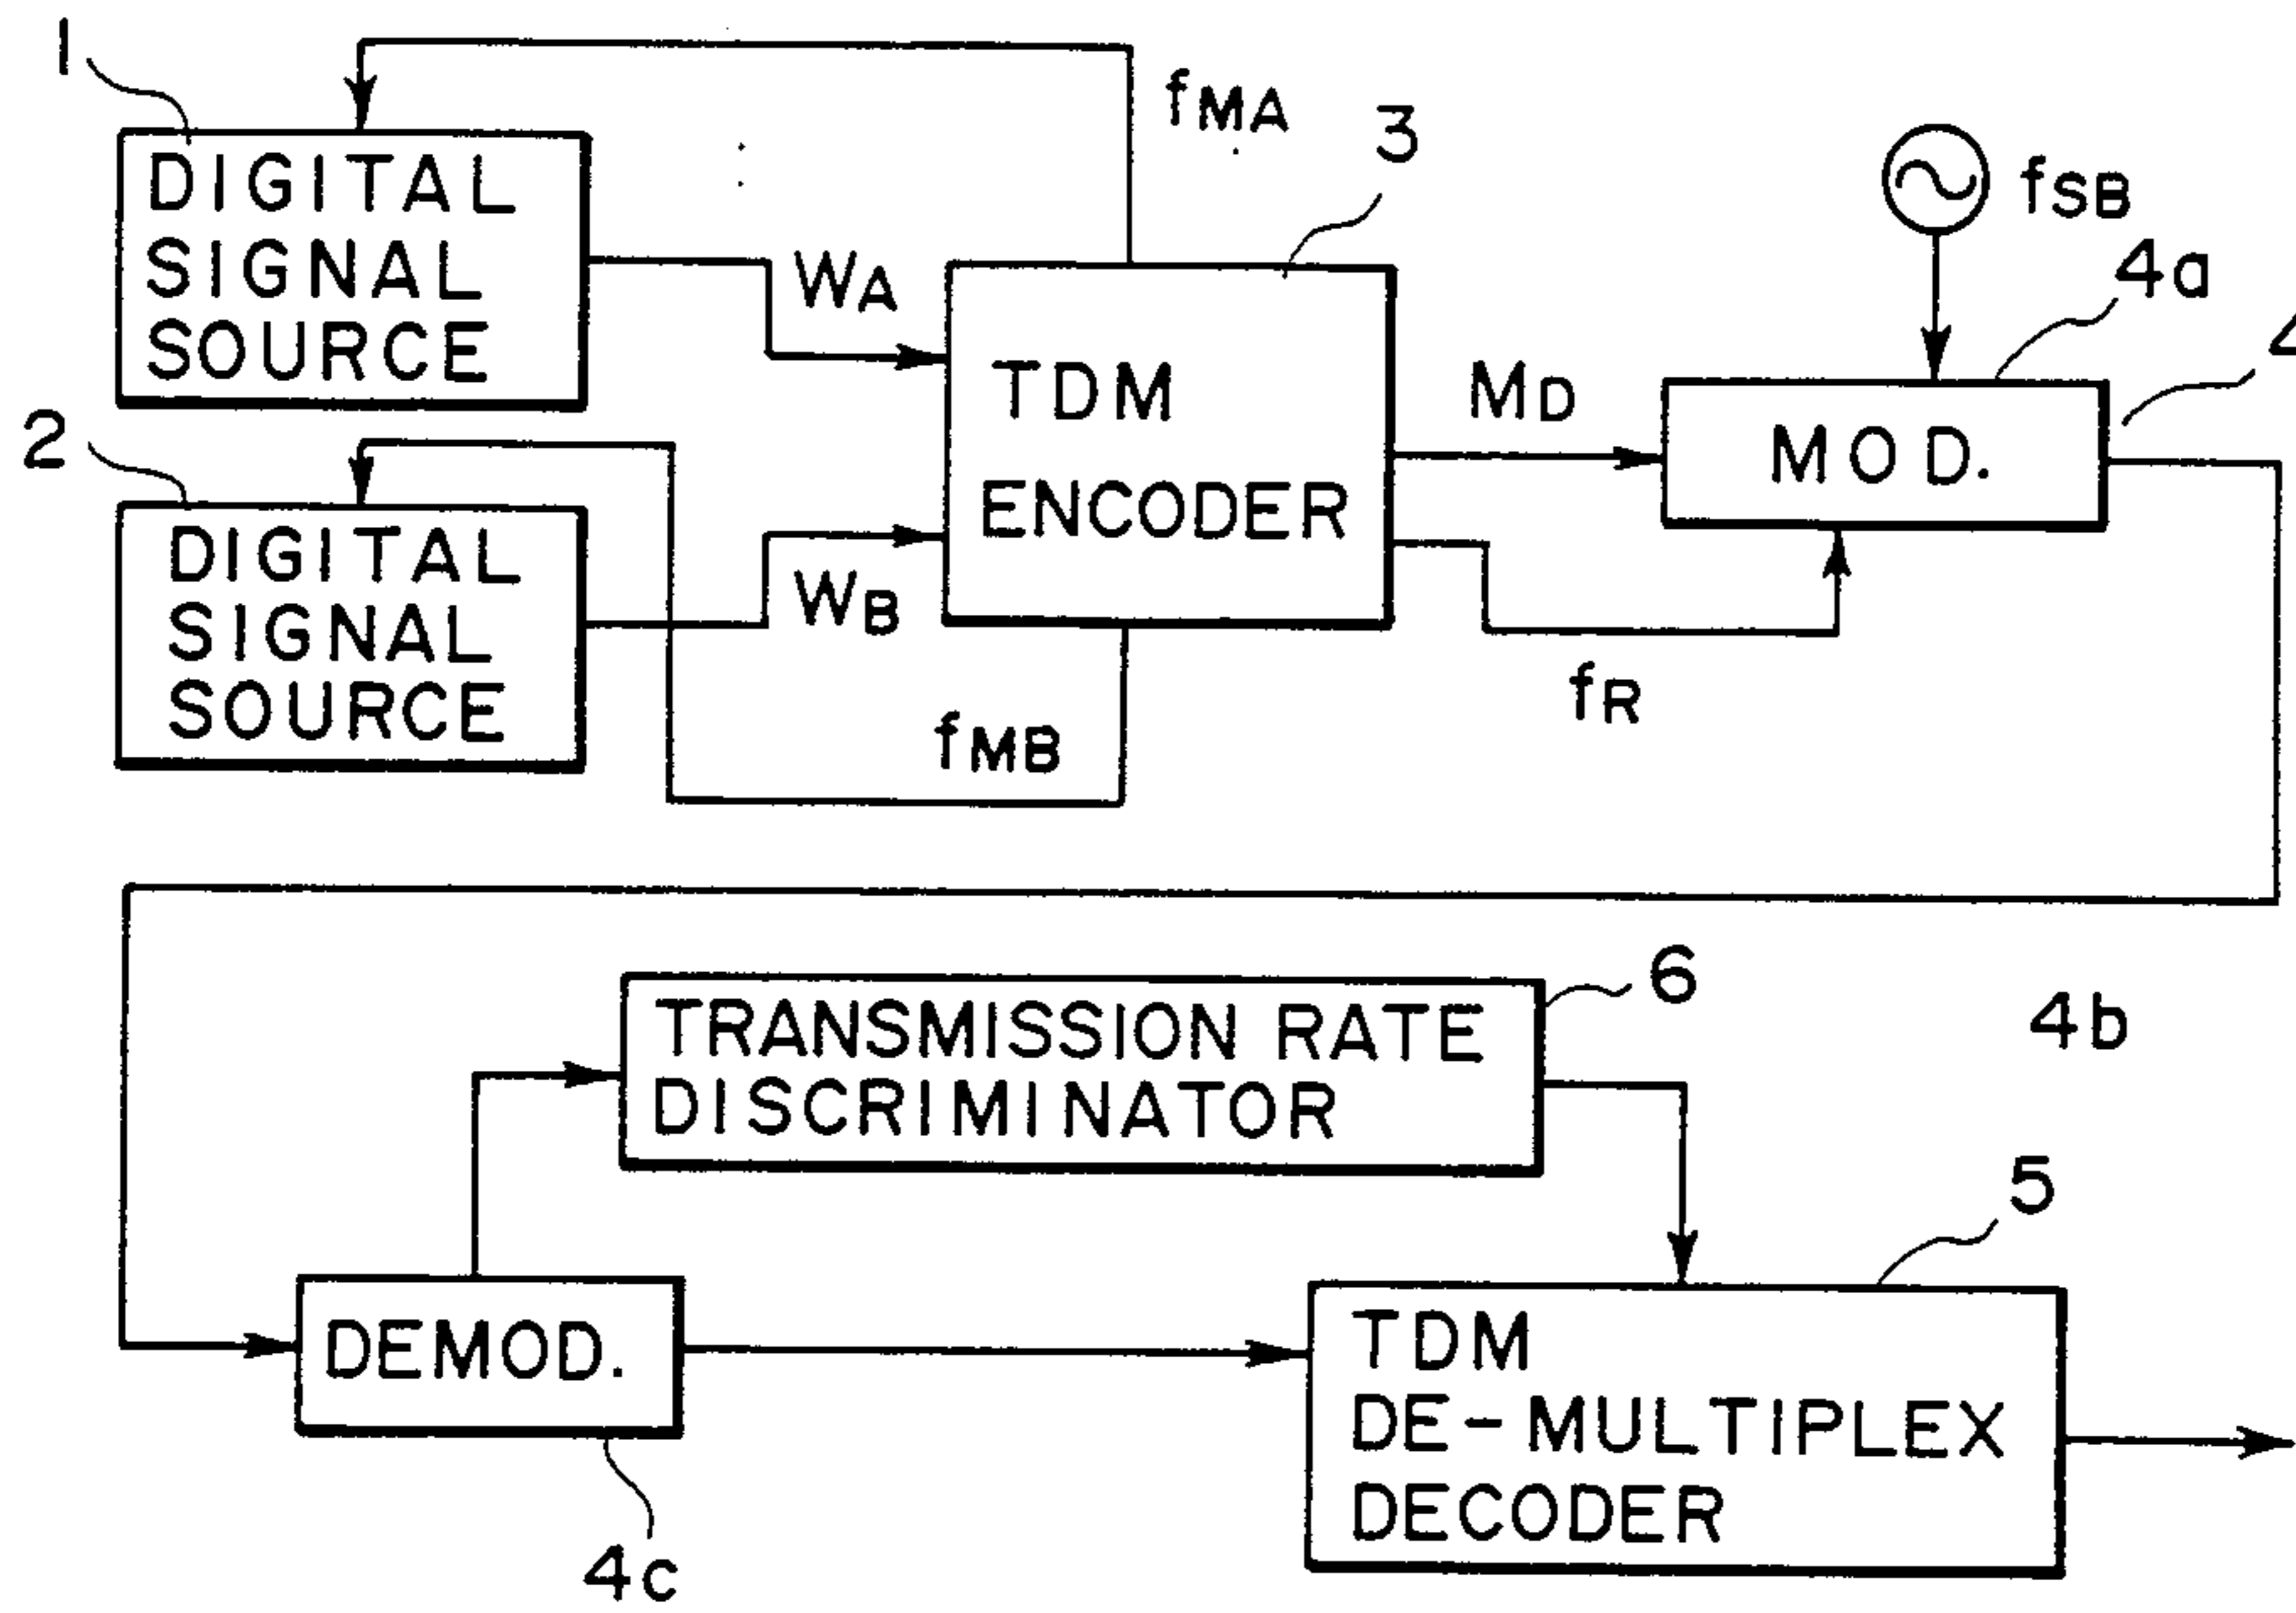 1
fMA
3
DIGITAL
SIGNAL
SOURCE
WA
fSB
4a
TDM
ENCODER
MD
MOD.
2
DIGITAL
SIGNAL
SOURCE
WB
fR
fMB
6
TRANSMISSION RATE
DISCRIMINATOR
4b
5
DEMOD.
TDM
DE-MULTIPLEX
DECODER
4c